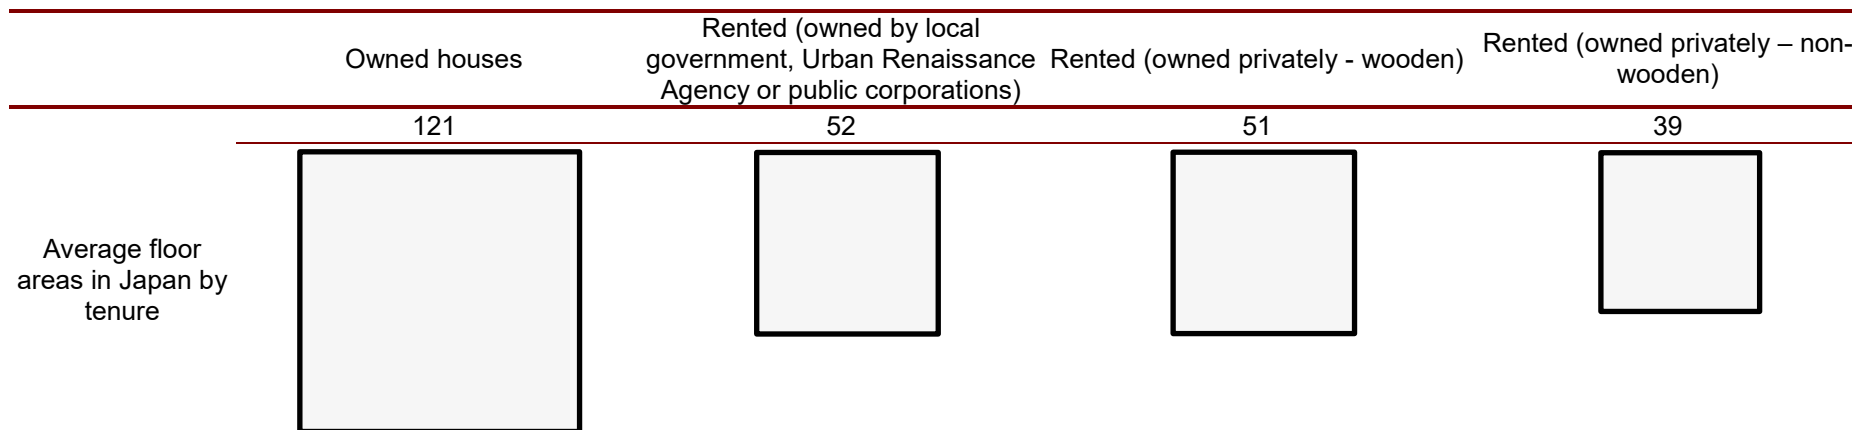 Owned houses
Rented (owned by local
government, Urban Renaissance
Agency or public corporations)
Rented (owned privately - wooden)
Rented (owned privately – non-
wooden)
121
52
51
39
Average floor
areas in Japan by
tenure